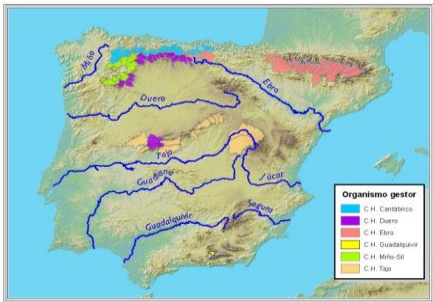 Miño
Ebro
Duero
Tajo
Guadiana
Júcar
Guadalquivir
Segura
Organismo gestor
C.H. Cantábrico
C.H. Duero
C.H. Ebro
C.H. Guadalquivir
C.H. Miño-Sil
C.H. Tajo